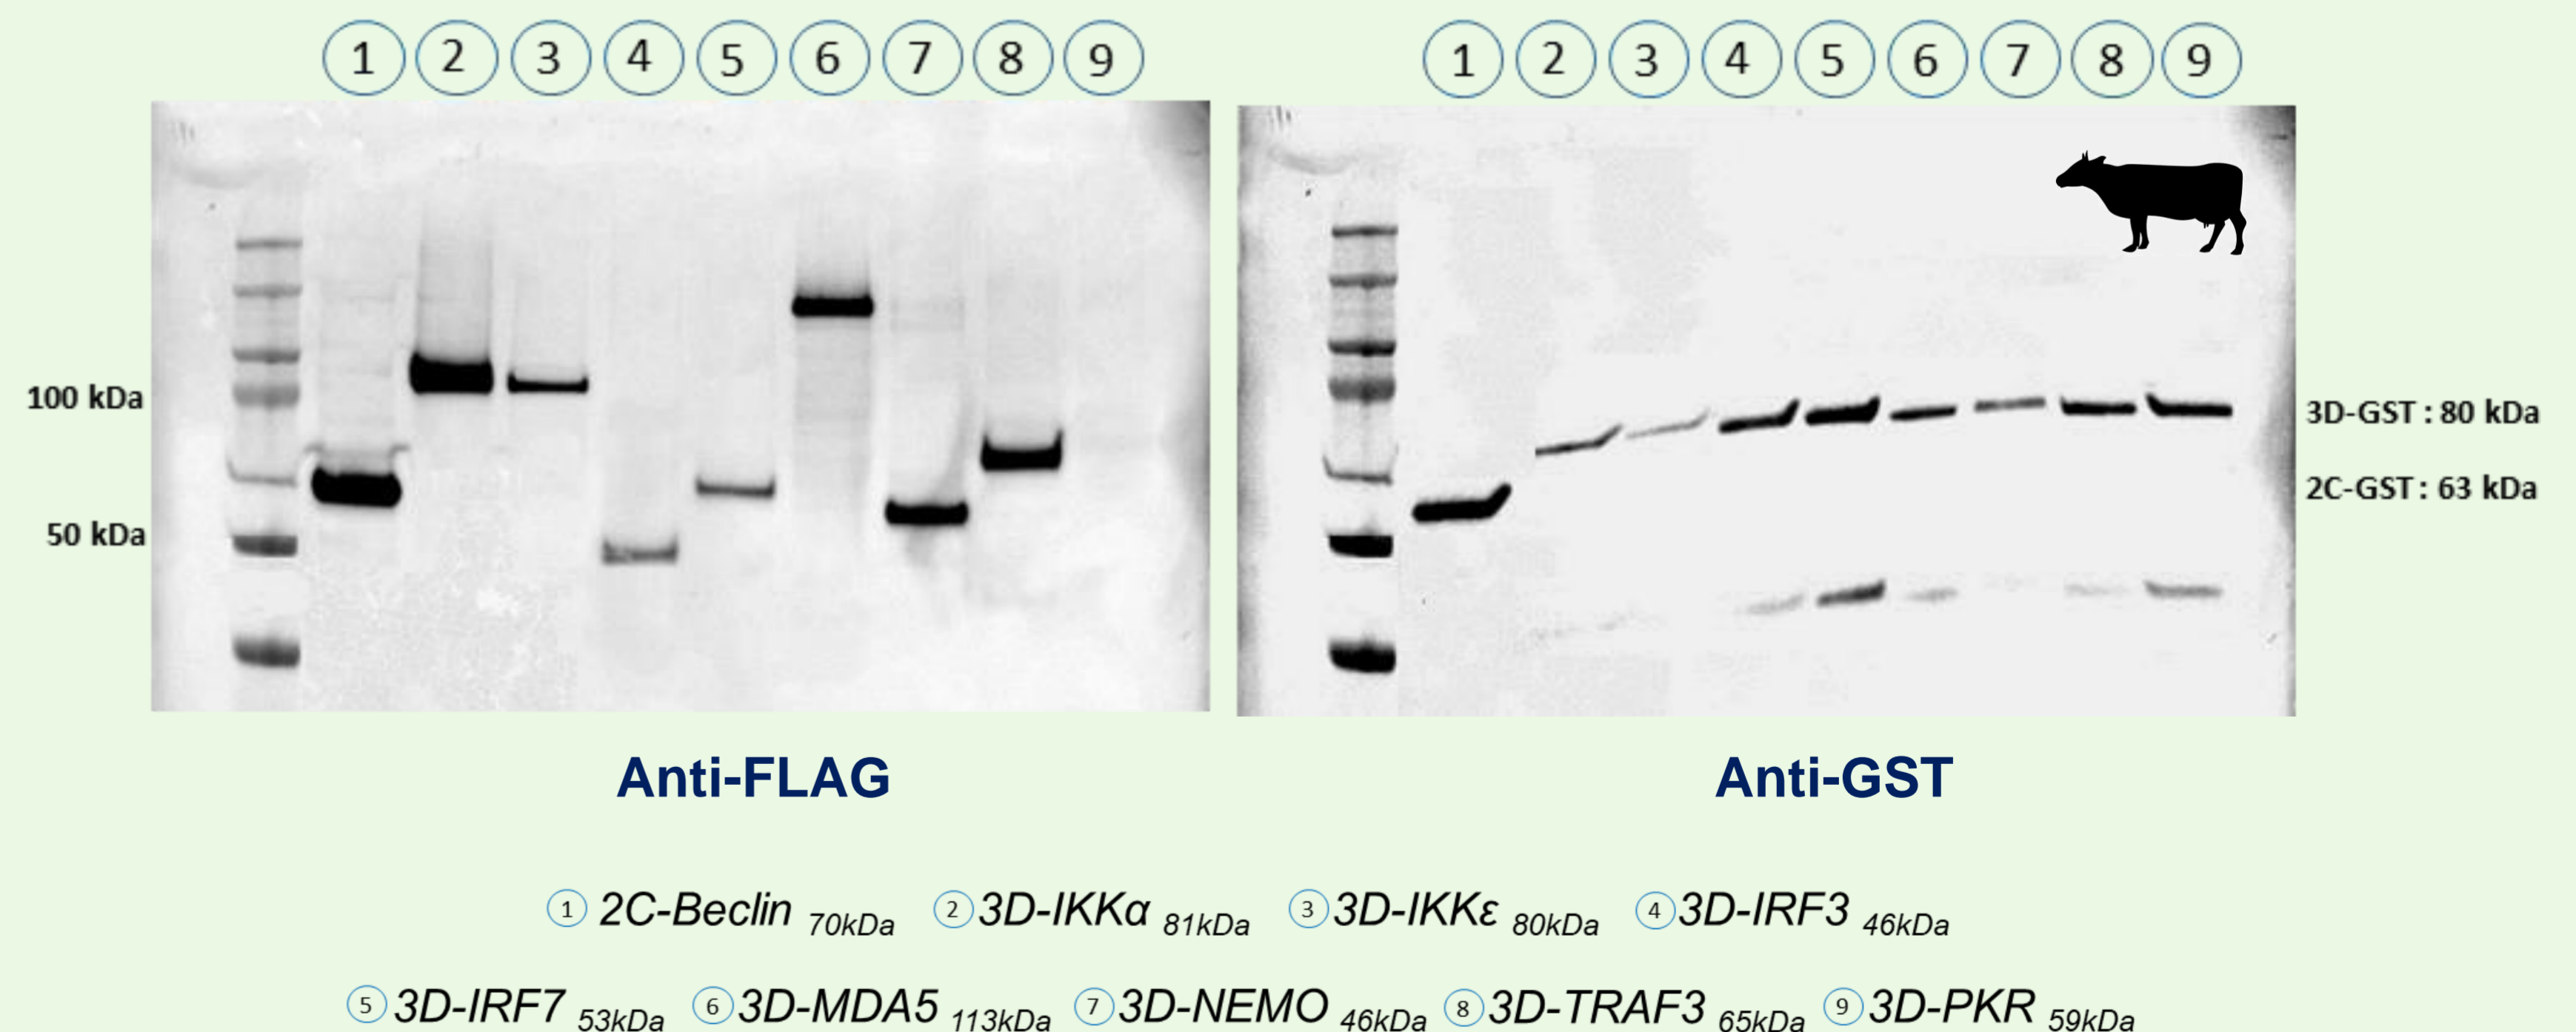 1 2 3 4 5 6 7 8 9
1 2 3 4 5 6 7 8 9
100 kDa
50 kDa
3D-GST : 80 kDa
2C-GST : 63 kDa
Anti-FLAG
Anti-GST
1 2C-Beclin 70kDa 2 3D-IKKα 81kDa 3 3D-IKKε 80kDa 4 3D-IRF3 46kDa
5 3D-IRF7 53kDa 6 3D-MDA5 113kDa 7 3D-NEMO 46kDa 8 3D-TRAF3 65kDa 9 3D-PKR 59kDa